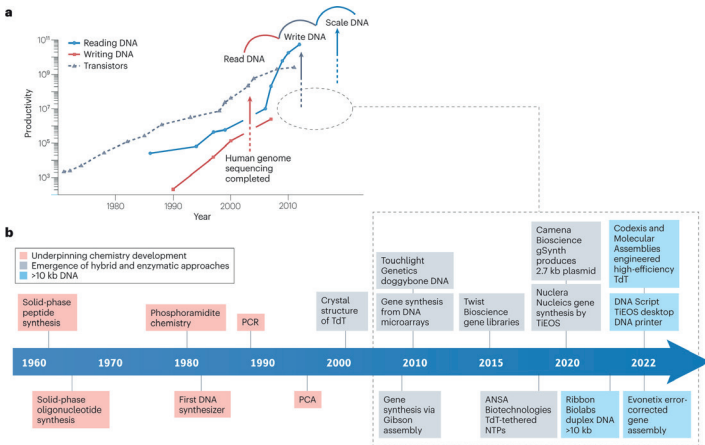 a
Scale DNA
Write DNA
Read DNA
Reading DNA
Writing DNA
Transistors
10¹¹
10⁹
10⁷
10⁵
10³
Productivity
Human genome
sequencing
completed
1980
1990
2000
2010
Year
b
Underpinning chemistry development
Emergence of hybrid and enzymatic approaches
>10 kb DNA
Solid-phase
peptide
synthesis
Phosphoramidite
chemistry
PCR
Crystal
structure
of TdT
Touchlight
Genetics
doggybone DNA
Gene synthesis
from DNA
microarrays
Twist
Bioscience
gene libraries
Camena
Bioscience
gSynth
produces
2.7 kb plasmid
Nuclera
Nucleics gene
synthesis by
TiEOS
Codexis and
Molecular
Assemblies
engineered
high-efficiency
TdT
DNA Script
TiEOS desktop
DNA printer
1960
1970
1980
1990
2000
2010
2015
2020
2022
Solid-phase
oligonucleotide
synthesis
First DNA
synthesizer
PCA
Gene
synthesis via
Gibson
assembly
ANSA
Biotechnologies
TdT-tethered
NTPs
Ribbon
Biolabs
duplex DNA
>10 kb
Evonetix error-
corrected
gene
assembly